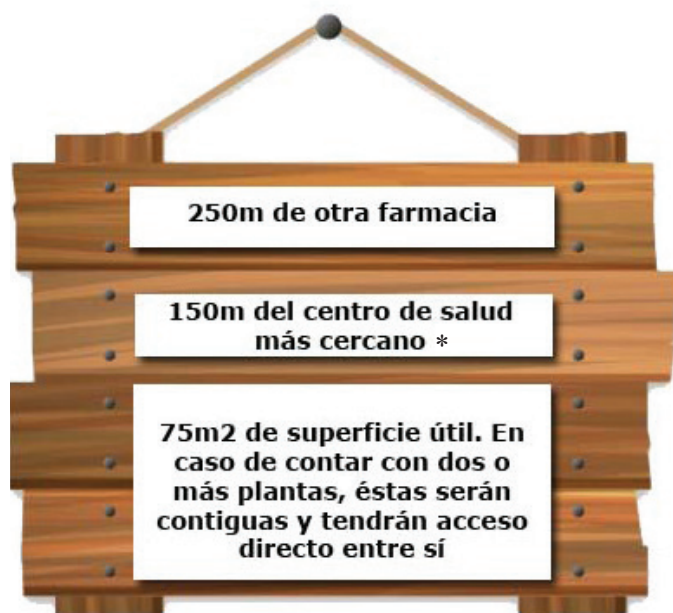 250m de otra farmacia
150m del centro de salud
más cercano *
75m2 de superficie útil. En
caso de contar con dos o
más plantas, éstas serán
contiguas y tendrán acceso
directo entre sí